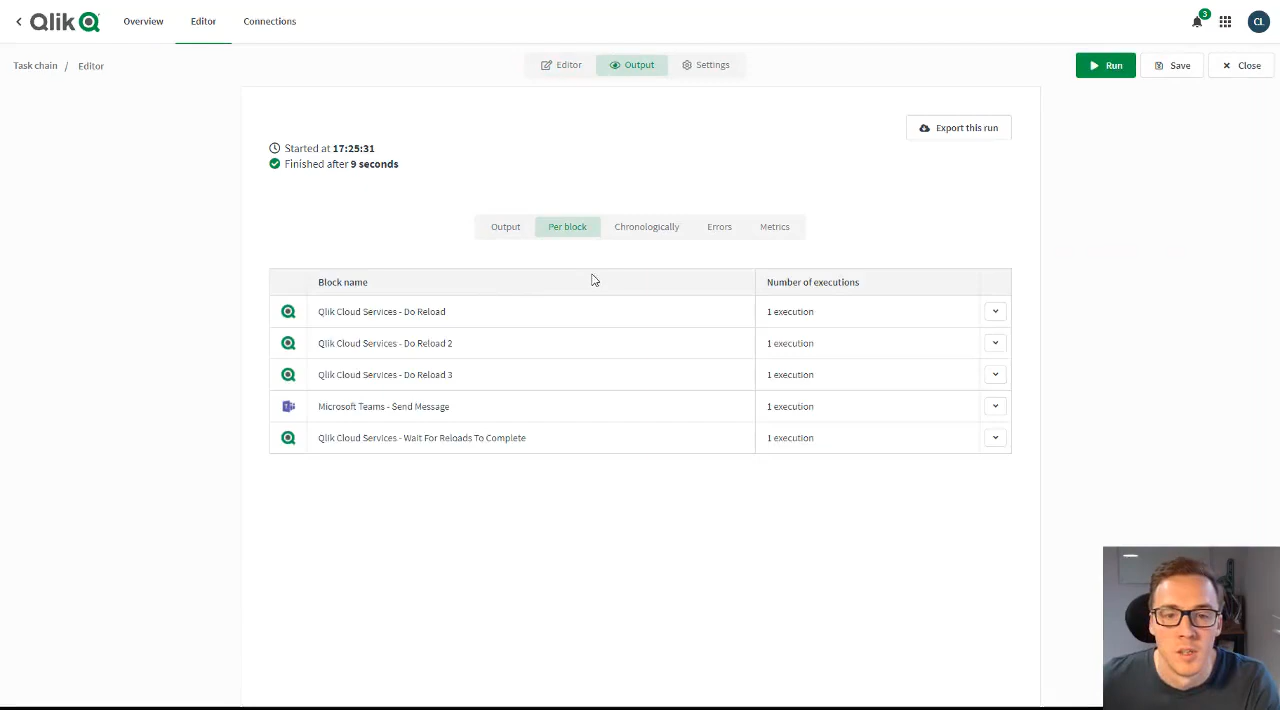 Qlik Overview Editor Connections 3 CL
Task chain / Editor Editor Output Settings Run Save Close
Export this run
Started at 17:25:31
Finished after 9 seconds
Output Per block Chronologically Errors Metrics
Block name Number of executions
Qlik Cloud Services - Do Reload 1 execution
Qlik Cloud Services - Do Reload 2 1 execution
Qlik Cloud Services - Do Reload 3 1 execution
Microsoft Teams - Send Message 1 execution
Qlik Cloud Services - Wait For Reloads To Complete 1 execution